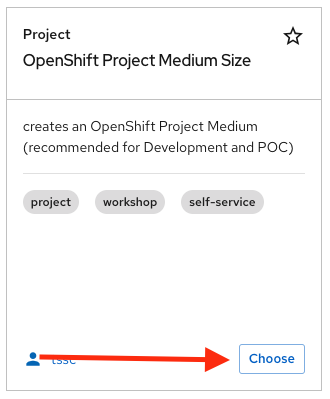 Project
OpenShift Project Medium Size
creates an OpenShift Project Medium
(recommended for Development and POC)
project workshop self-service
tssc Choose